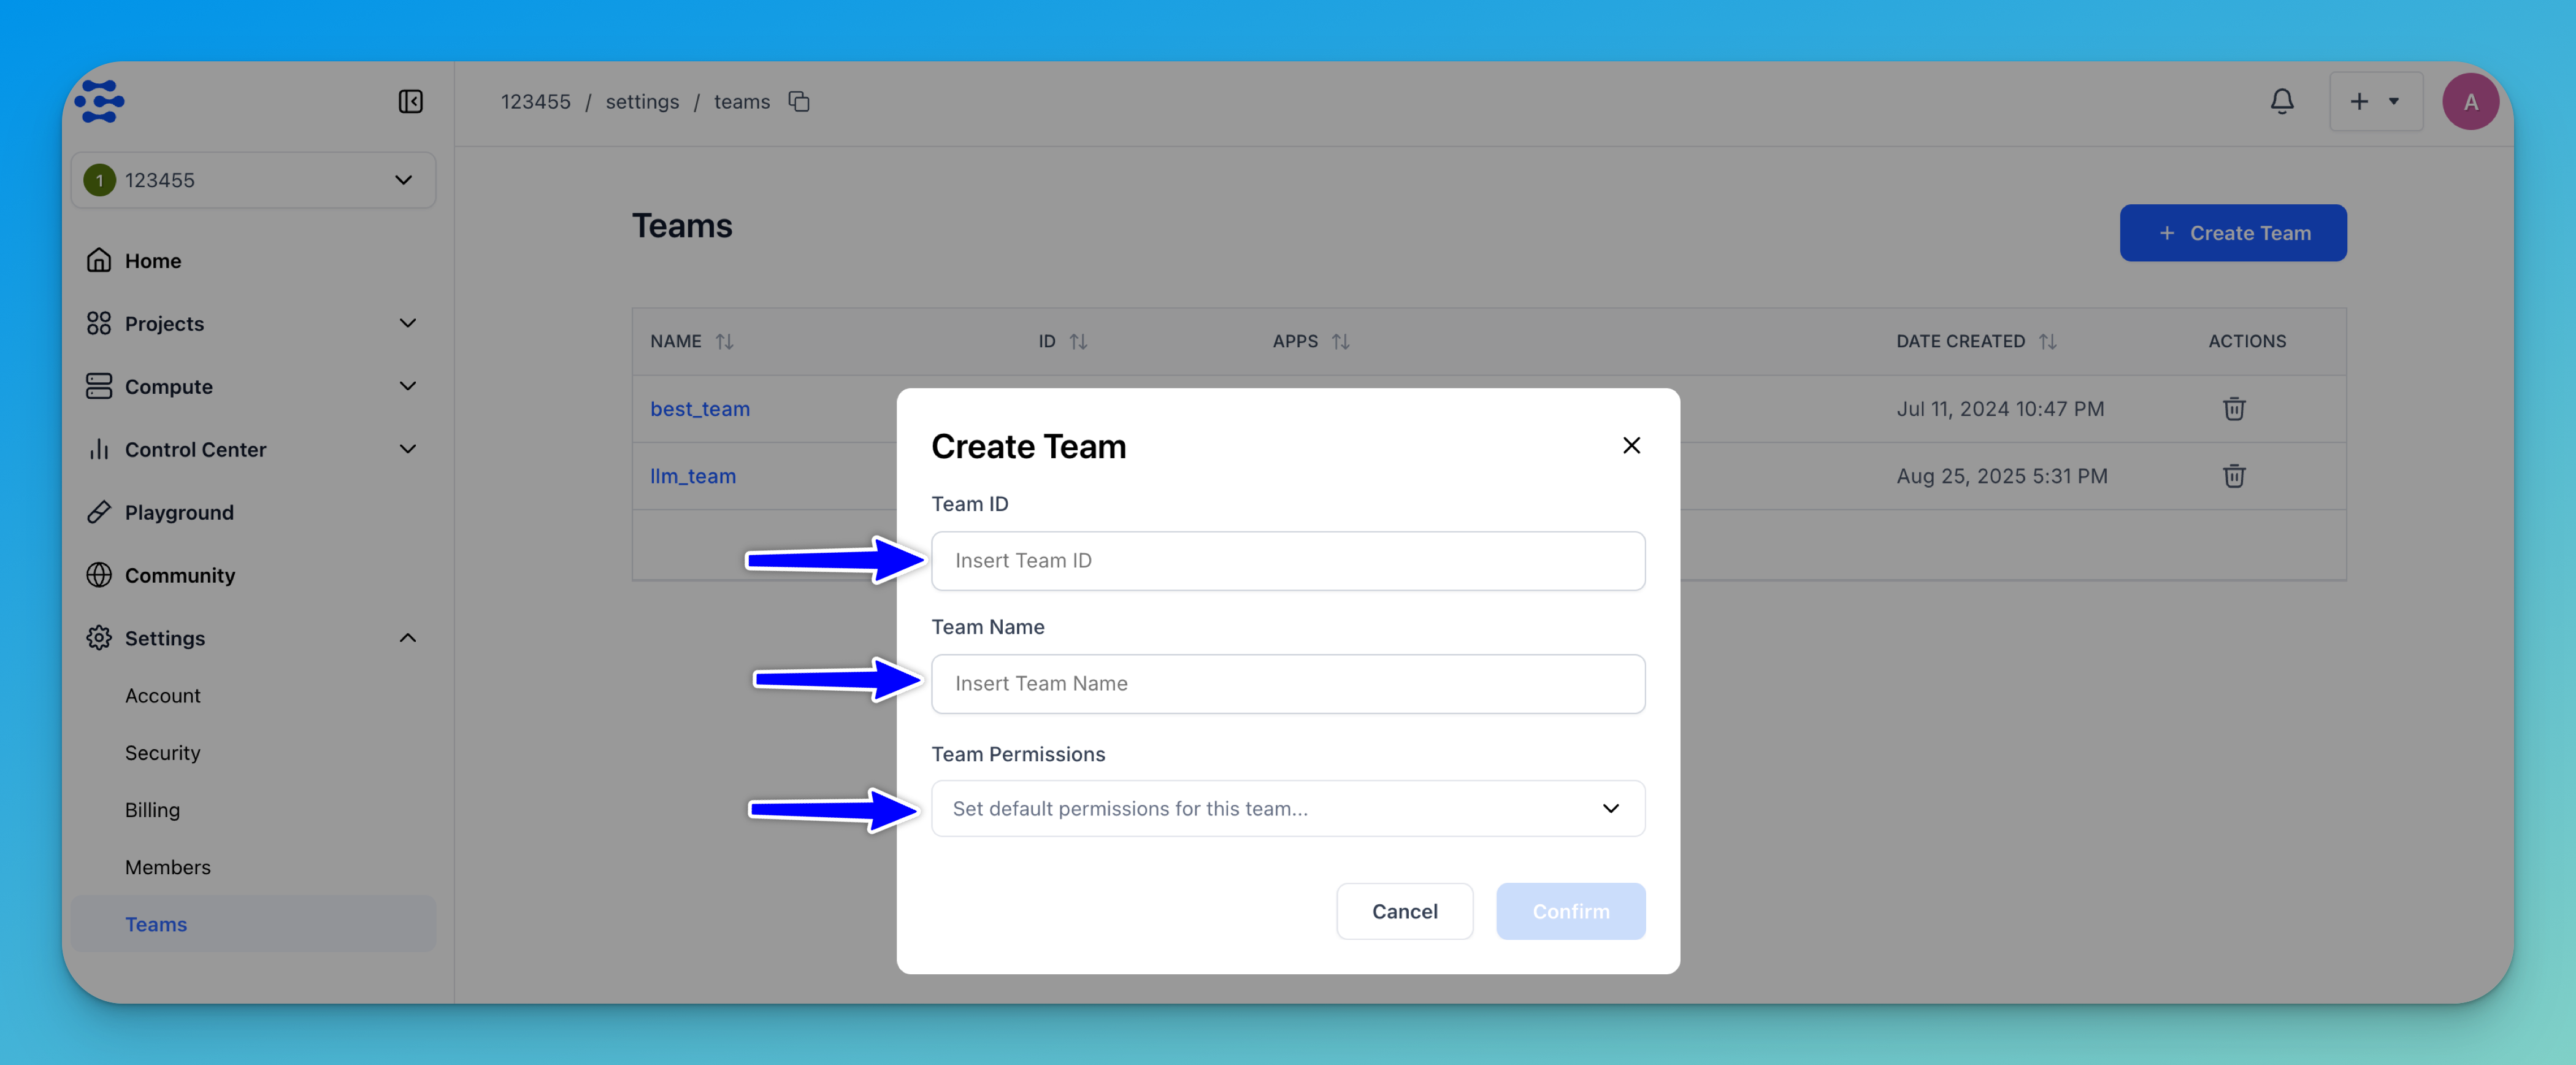 123455 / settings / teams
A
1 123455
Home
Projects
Compute
Control Center
Playground
Community
Settings
Account
Security
Billing
Members
Teams
Teams
+ Create Team
NAME ID APPS DATE CREATED ACTIONS
best_team Jul 11, 2024 10:47 PM
llm_team Aug 25, 2025 5:31 PM
Create Team
Team ID
Insert Team ID
Team Name
Insert Team Name
Team Permissions
Set default permissions for this team...
Cancel Confirm